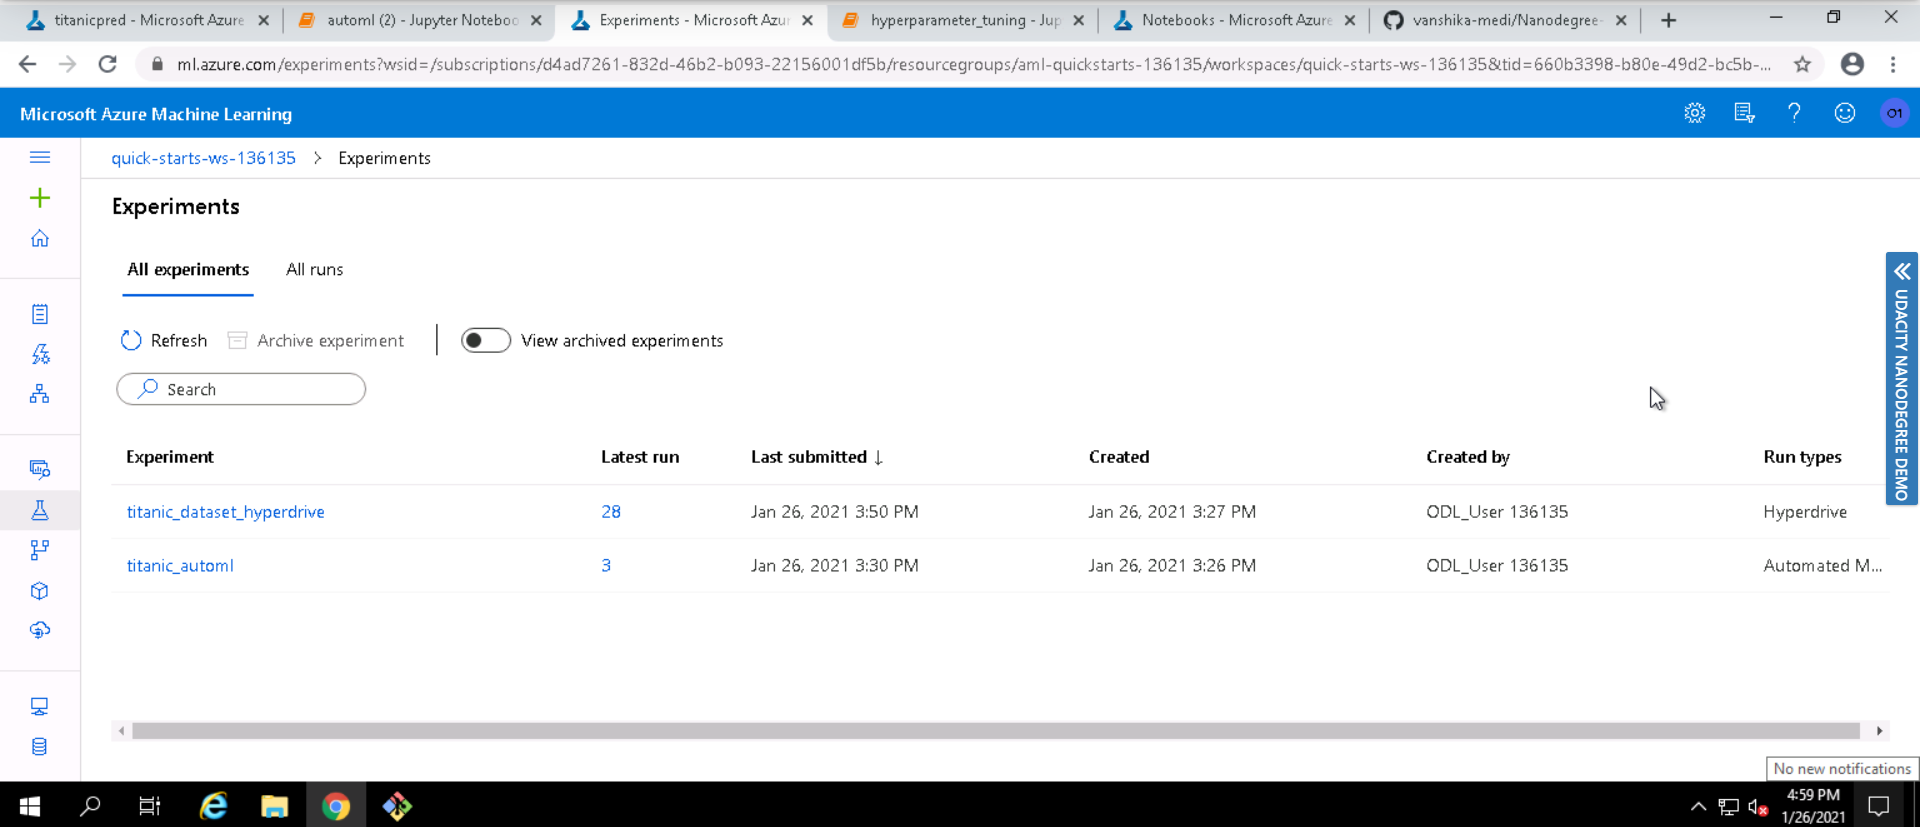 titanicpred - Microsoft Azure
automl (2) - Jupyter Noteboo
Experiments - Microsoft Azur
hyperparameter_tuning - Jup
Notebooks - Microsoft Azure
vanshika-medi/Nanodegree-
ml.azure.com/experiments?wsid=/subscriptions/d4ad7261-832d-46b2-b093-22156001df5b/resourcegroups/aml-quickstarts-136135/workspaces/quick-starts-ws-136135&tid=660b3398-b80e-49d2-bc5b-...
Microsoft Azure Machine Learning
O1
quick-starts-ws-136135 > Experiments
Experiments
All experiments All runs
Refresh Archive experiment View archived experiments
Search
UDACITY NANODEGREE DEMO
Experiment Latest run Last submitted ↓ Created Created by Run types
titanic_dataset_hyperdrive 28 Jan 26, 2021 3:50 PM Jan 26, 2021 3:27 PM ODL_User 136135 Hyperdrive
titanic_automl 3 Jan 26, 2021 3:30 PM Jan 26, 2021 3:26 PM ODL_User 136135 Automated M...
No new notifications
4:59 PM
1/26/2021